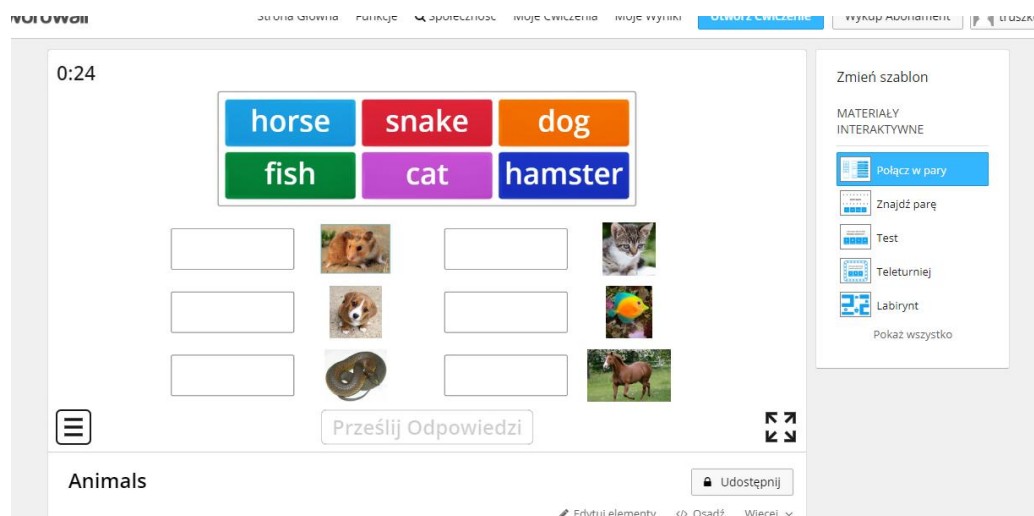 Wordwall Strona Główna Funkcje Społeczność Moje Ćwiczenia Moje Wyniki Utwórz Ćwiczenie Wykup Abonament
0:24
horse snake dog
fish cat hamster
Prześlij Odpowiedzi
Animals
Udostępnij
Edytuj elementy </> Osadź Więcej
Zmień szablon
MATERIAŁY
INTERAKTYWNE
Połącz w pary
Znajdź parę
Test
Teleturniej
Labirynt
Pokaż wszystko